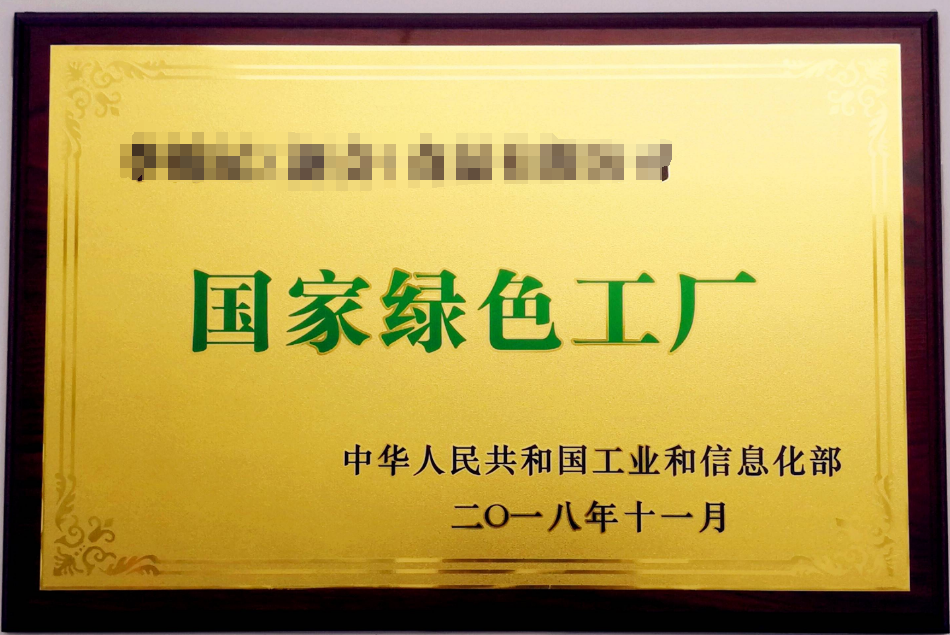 国家绿色工厂
中华人民共和国工业和信息化部
二〇一八年十一月